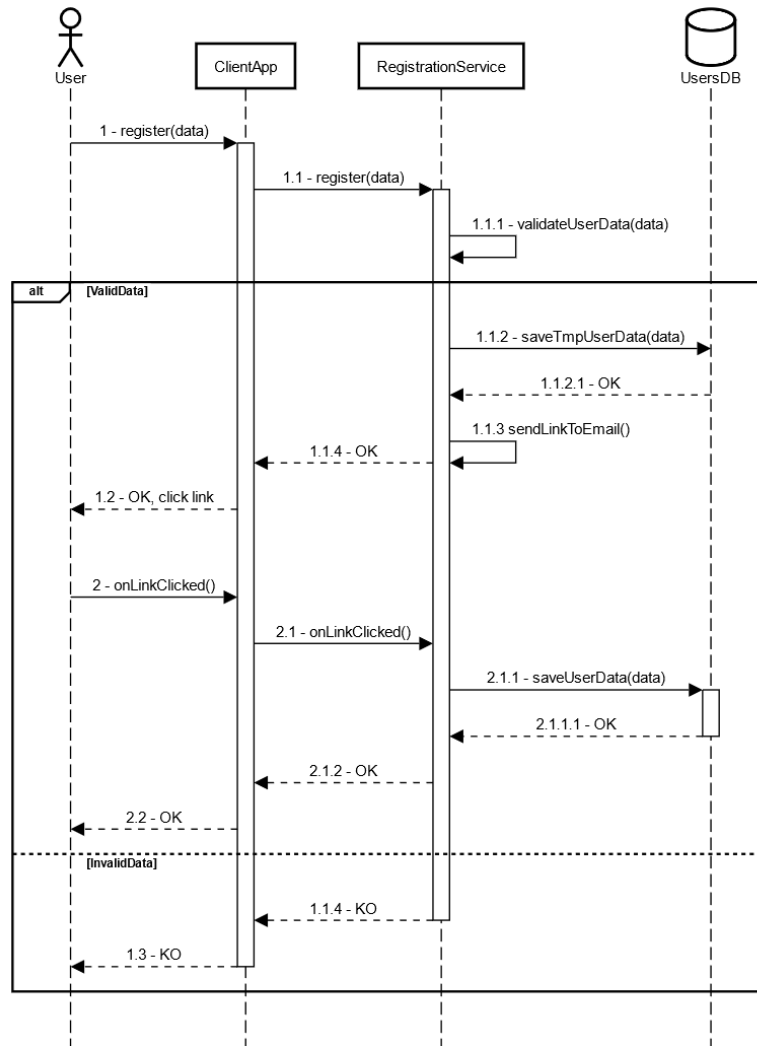 User
ClientApp
RegistrationService
UsersDB
1 - register(data)
1.1 - register(data)
1.1.1 - validateUserData(data)
alt
[ValidData]
1.1.2 - saveTmpUserData(data)
1.1.2.1 - OK
1.1.3 sendLinkToEmail()
1.1.4 - OK
1.2 - OK, click link
2 - onLinkClicked()
2.1 - onLinkClicked()
2.1.1 - saveUserData(data)
2.1.1.1 - OK
2.1.2 - OK
2.2 - OK
[InvalidData]
1.1.4 - KO
1.3 - KO